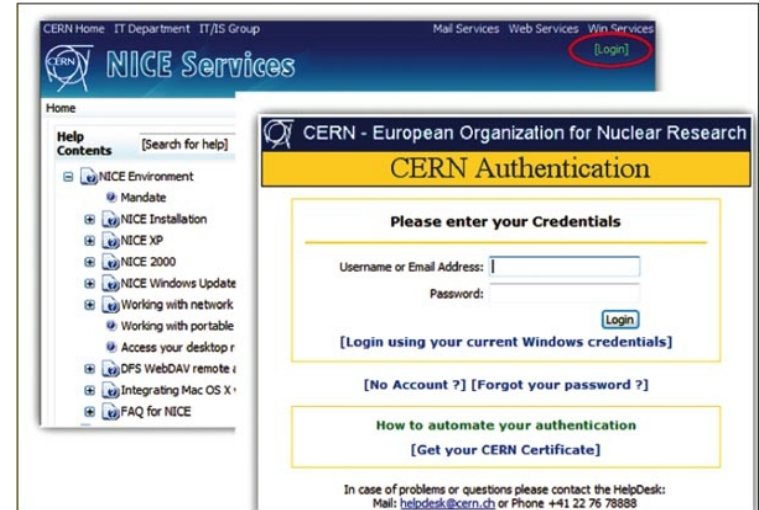 CERN Home IT Department IT/IS Group Mail Services Web Services Win Services
[Login]
CERN
NICE Services
Home
Help Contents
[Search for help]
NICE Environment
Mandate
NICE Installation
NICE XP
NICE 2000
NICE Windows Update
Working with network
Working with portable
Access your desktop
DFS WebDAV remote
Integrating Mac OS X
FAQ for NICE
CERN - European Organization for Nuclear Research
CERN Authentication
Please enter your Credentials
Username or Email Address:
Password:
Login
[Login using your current Windows credentials]
[No Account ?] [Forgot your password ?]
How to automate your authentication
[Get your CERN Certificate]
In case of problems or questions please contact the HelpDesk:
Mail: helpdesk@cern.ch or Phone +41 22 76 78888